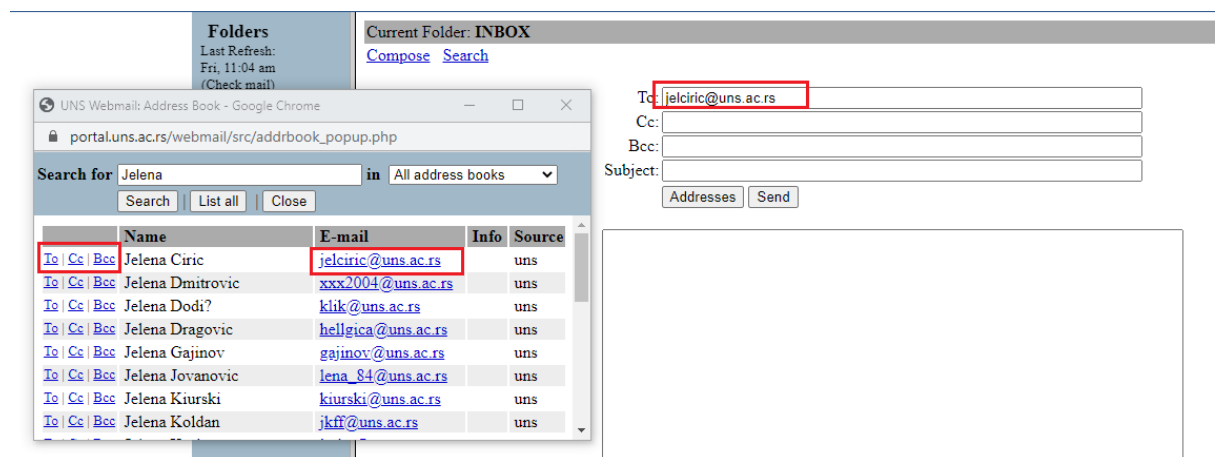 Folders
Last Refresh:
Fri, 11:04 am
(Check mail)
Current Folder: INBOX
Compose Search
To: jelciric@uns.ac.rs
Cc:
Bcc:
Subject:
Addresses Send
UNS Webmail: Address Book - Google Chrome
portal.uns.ac.rs/webmail/src/addrbook_popup.php
Search for Jelena in All address books
Search | List all | Close
Name E-mail Info Source
To | Cc | Bcc Jelena Ciric jelciric@uns.ac.rs uns
To | Cc | Bcc Jelena Dmitrovic xxx2004@uns.ac.rs uns
To | Cc | Bcc Jelena Dodi? klik@uns.ac.rs uns
To | Cc | Bcc Jelena Dragovic hellgica@uns.ac.rs uns
To | Cc | Bcc Jelena Gajinov gajinov@uns.ac.rs uns
To | Cc | Bcc Jelena Jovanovic lena_84@uns.ac.rs uns
To | Cc | Bcc Jelena Kiurski kiurski@uns.ac.rs uns
To | Cc | Bcc Jelena Koldan jkff@uns.ac.rs uns